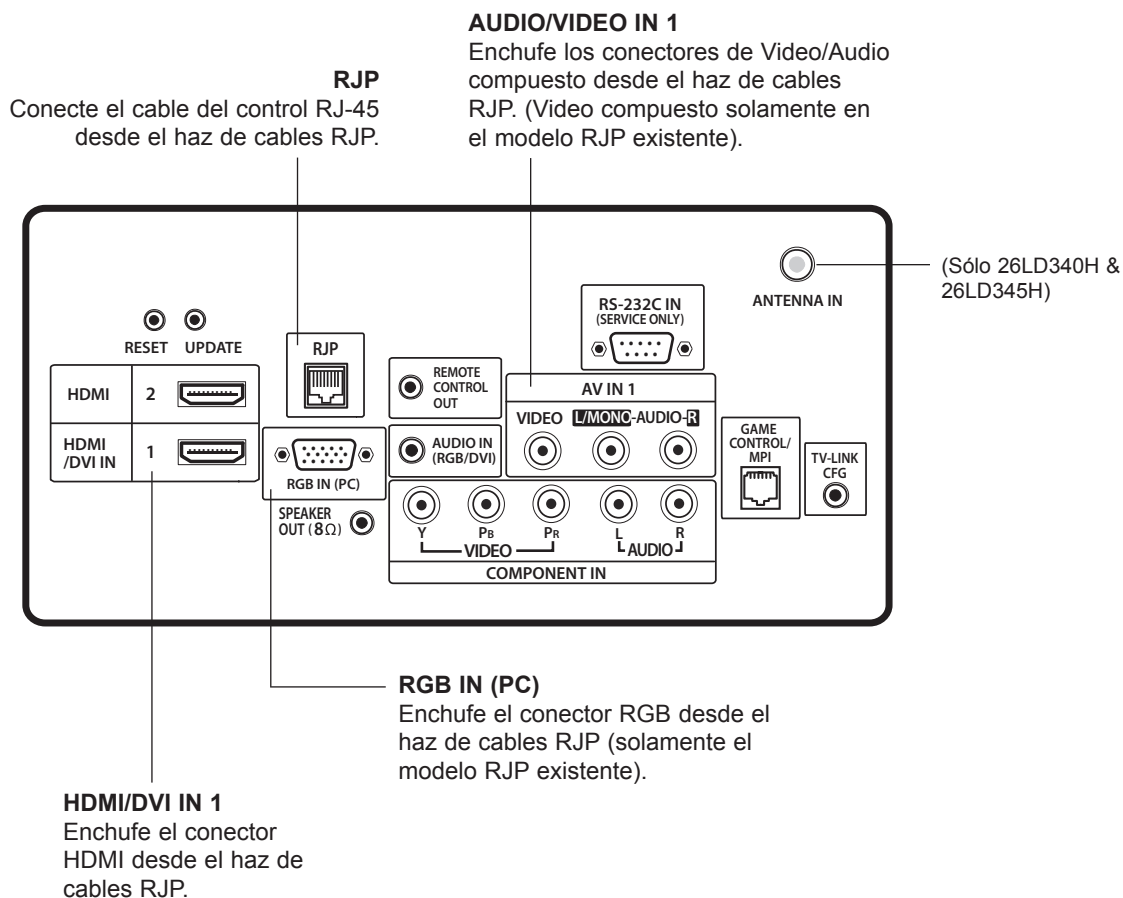 AUDIO/VIDEO IN 1
Enchufe los conectores de Video/Audio
compuesto desde el haz de cables
RJP. (Video compuesto solamente en
el modelo RJP existente).
RJP
Conecte el cable del control RJ-45
desde el haz de cables RJP.
(Sólo 26LD340H &
26LD345H)
ANTENNA IN
RS-232C IN
(SERVICE ONLY)
RESET
UPDATE
RJP
HDMI
2
HDMI
/DVI IN
1
REMOTE
CONTROL
OUT
AV IN 1
VIDEO
L/MONO-AUDIO-R
AUDIO IN
(RGB/DVI)
GAME
CONTROL/
MPI
TV-LINK
CFG
RGB IN (PC)
SPEAKER
OUT (8Ω)
Y
PB
PR
L
R
VIDEO
AUDIO
COMPONENT IN
RGB IN (PC)
Enchufe el conector RGB desde el
haz de cables RJP (solamente el
modelo RJP existente).
HDMI/DVI IN 1
Enchufe el conector
HDMI desde el haz de
cables RJP.